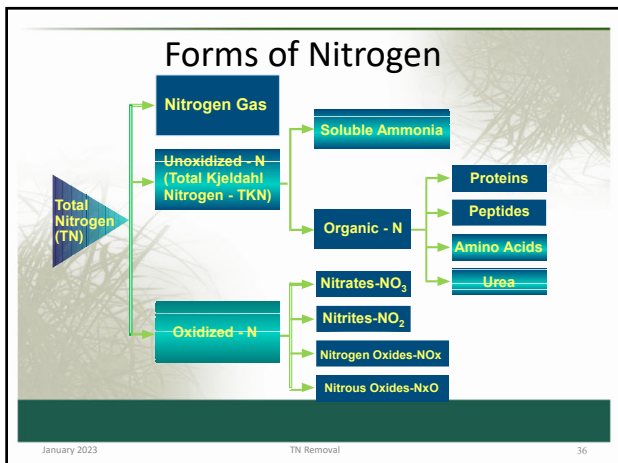 Forms of Nitrogen
Nitrogen Gas
Unoxidized - N
(Total Kjeldahl
Nitrogen - TKN)
Total
Nitrogen
(TN)
Oxidized - N
Soluble Ammonia
Organic - N
Proteins
Peptides
Amino Acids
Urea
Nitrates-NO₃
Nitrites-NO₂
Nitrogen Oxides-NOx
Nitrous Oxides-NxO
January 2023
TN Removal
36